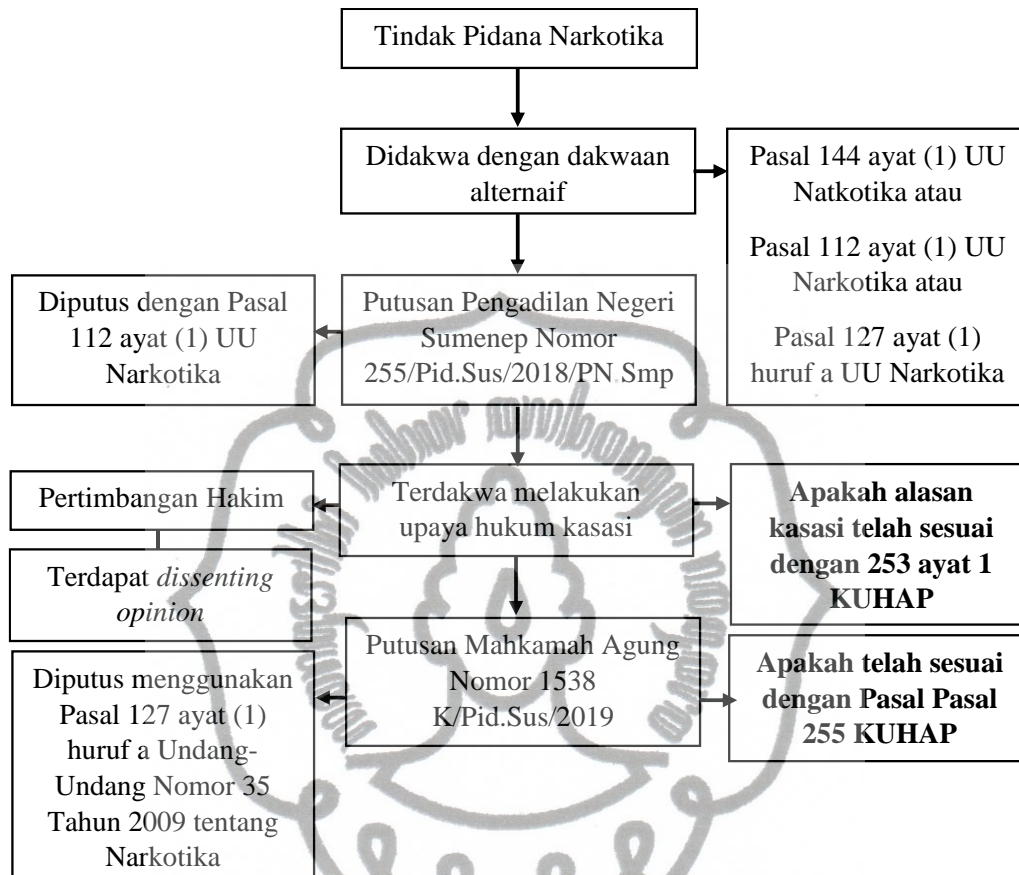 Tindak Pidana Narkotika
Didakwa dengan dakwaan
alternaif
Pasal 144 ayat (1) UU
Natkotika atau
Pasal 112 ayat (1) UU
Narkotika atau
Pasal 127 ayat (1)
huruf a UU Narkotika
Diputus dengan Pasal
112 ayat (1) UU
Narkotika
Putusan Pengadilan Negeri
Sumenep Nomor
255/Pid.Sus/2018/PN Smp
Pertimbangan Hakim
Terdapat dissenting
opinion
Terdakwa melakukan
upaya hukum kasasi
Apakah alasan
kasasi telah sesuai
dengan 253 ayat 1
KUHAP
Diputus menggunakan
Pasal 127 ayat (1)
huruf a Undang-
Undang Nomor 35
Tahun 2009 tentang
Narkotika
Putusan Mahkamah Agung
Nomor 1538
K/Pid.Sus/2019
Apakah telah sesuai
dengan Pasal Pasal
255 KUHAP